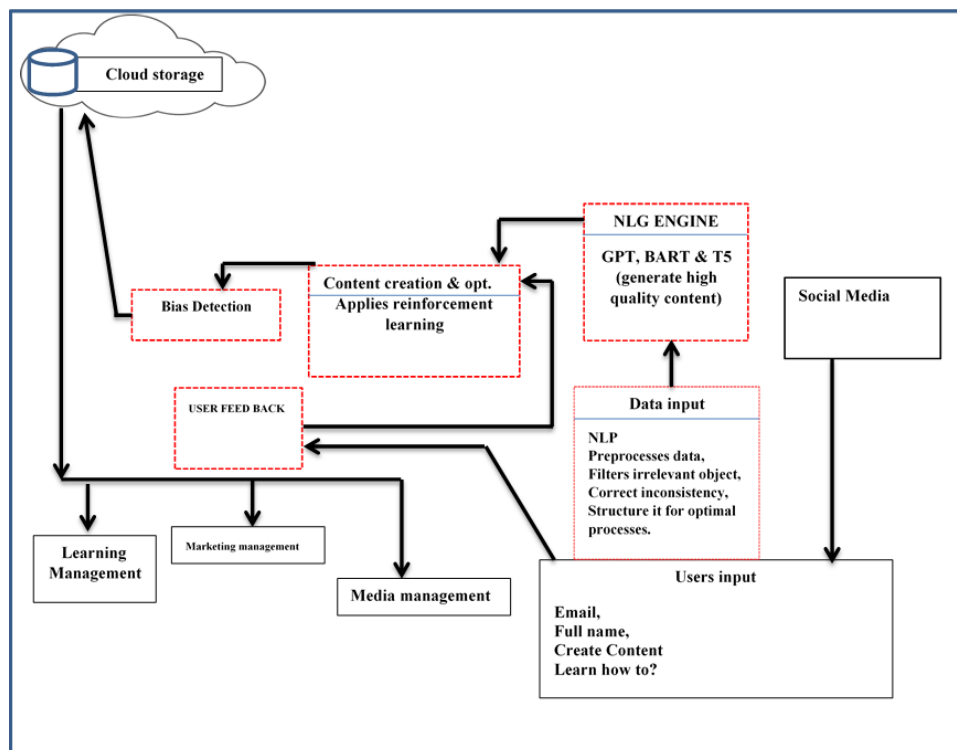 Cloud storage
NLG ENGINE
GPT, BART & T5
(generate high
quality content)
Content creation & opt.
Applies reinforcement
learning
Bias Detection
Social Media
USER FEED BACK
Data input
NLP
Preprocesses data,
Filters irrelevant object,
Correct inconsistency,
Structure it for optimal
processes.
Learning
Management
Marketing management
Media management
Users input
Email,
Full name,
Create Content
Learn how to?